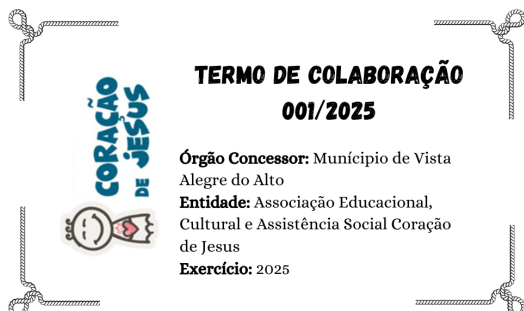 CORAÇÃO
DE JESUS
TERMO DE COLABORAÇÃO
001/2025
Órgão Concessor: Munícipio de Vista
Alegre do Alto
Entidade: Associação Educacional,
Cultural e Assistência Social Coração
de Jesus
Exercício: 2025